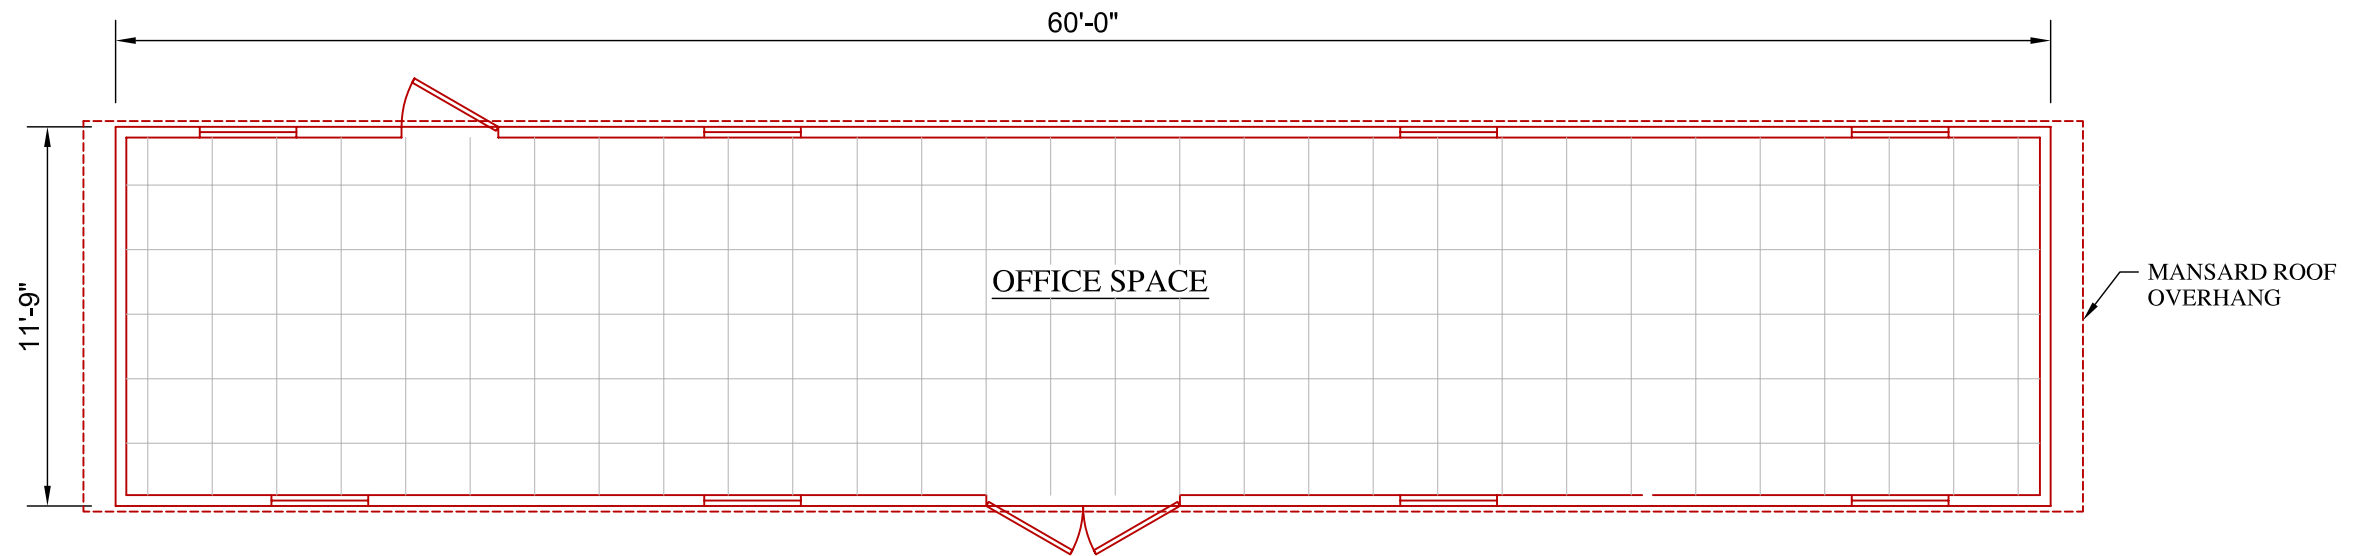 60'-0"
11'-9"
OFFICE SPACE
MANSARD ROOF
OVERHANG